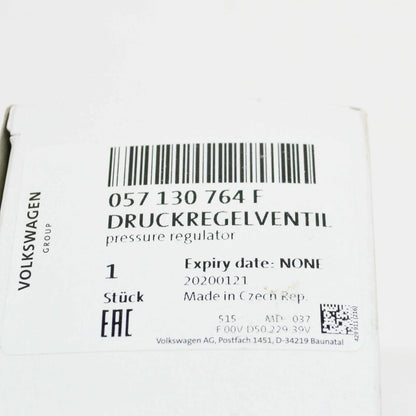 VOLKSWAGEN
GROUP
057 130 764 F
DRUCKREGELVENTIL
pressure regulator
1
Stück
Expiry date: NONE
20200121
Made in Czech Rep.
EAC
515 MD 037
F 00V D50.229-39V
Volkswagen AG, Postfach 1451, D-34219 Baunatal